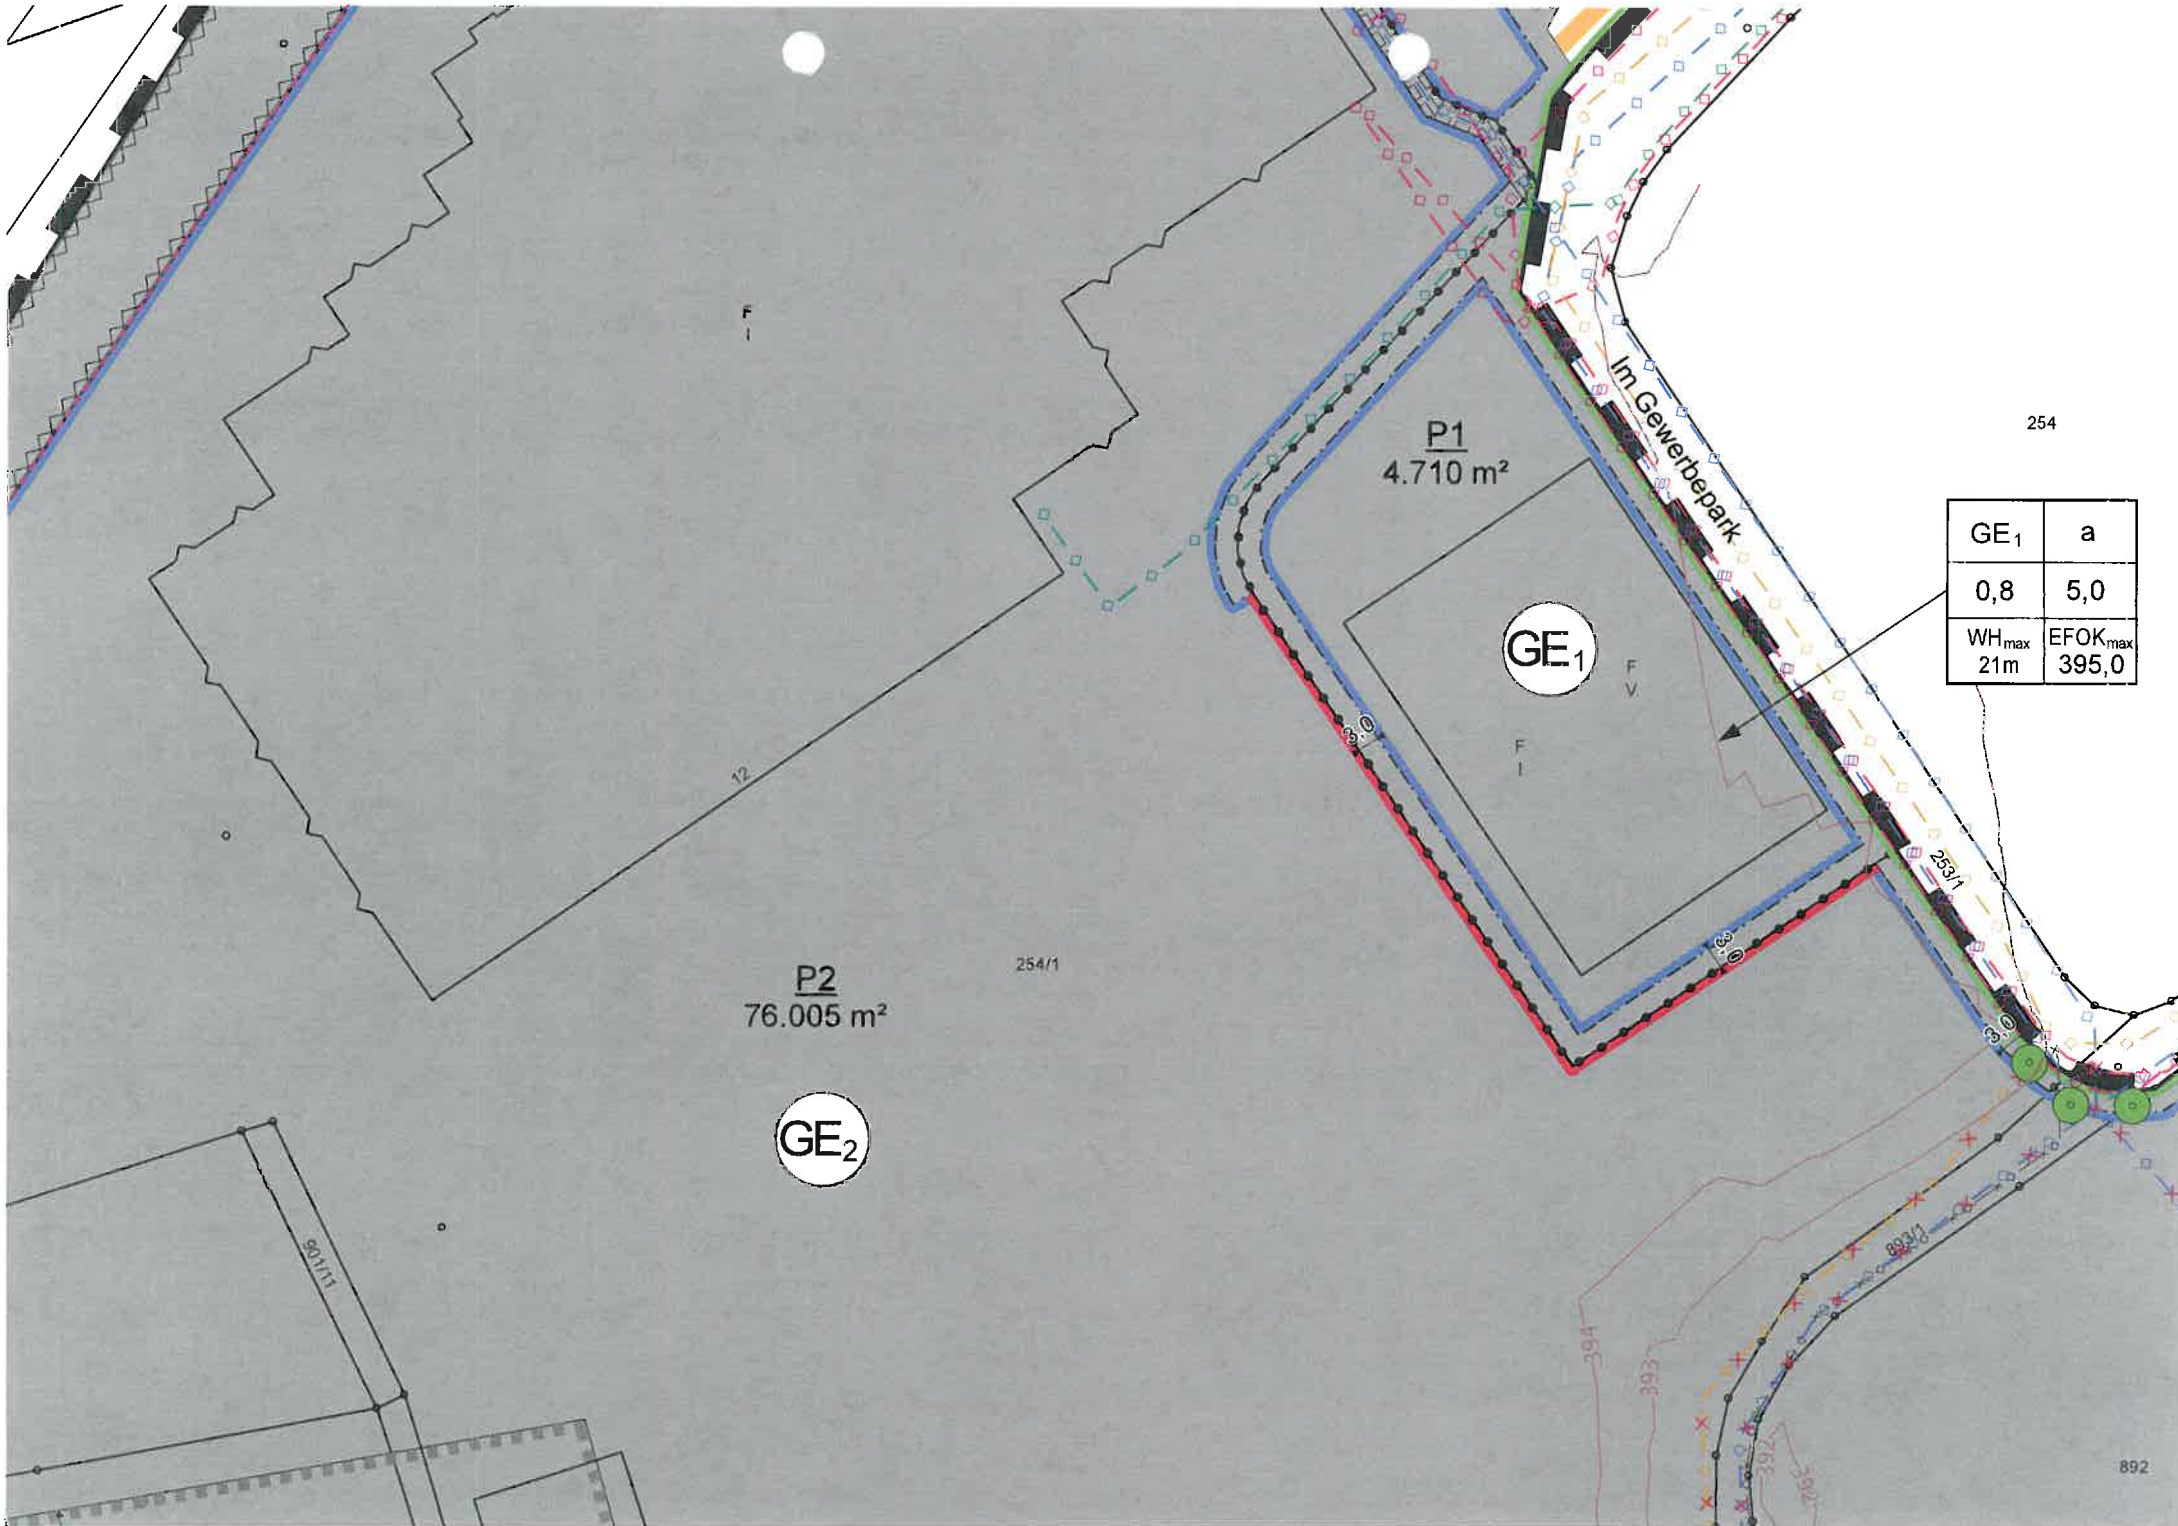 F
I
P1
4.710 m²
Im Gewerbepark
254
GE₁ a
0,8 5,0
WHmax EFOKmax
21m 395,0
GE₁
F
V
F
I
3,0
12
253/1
3,0
P2
76.005 m²
254/1
3,0
GE₂
901/11
893/1
394
393
392
392
892